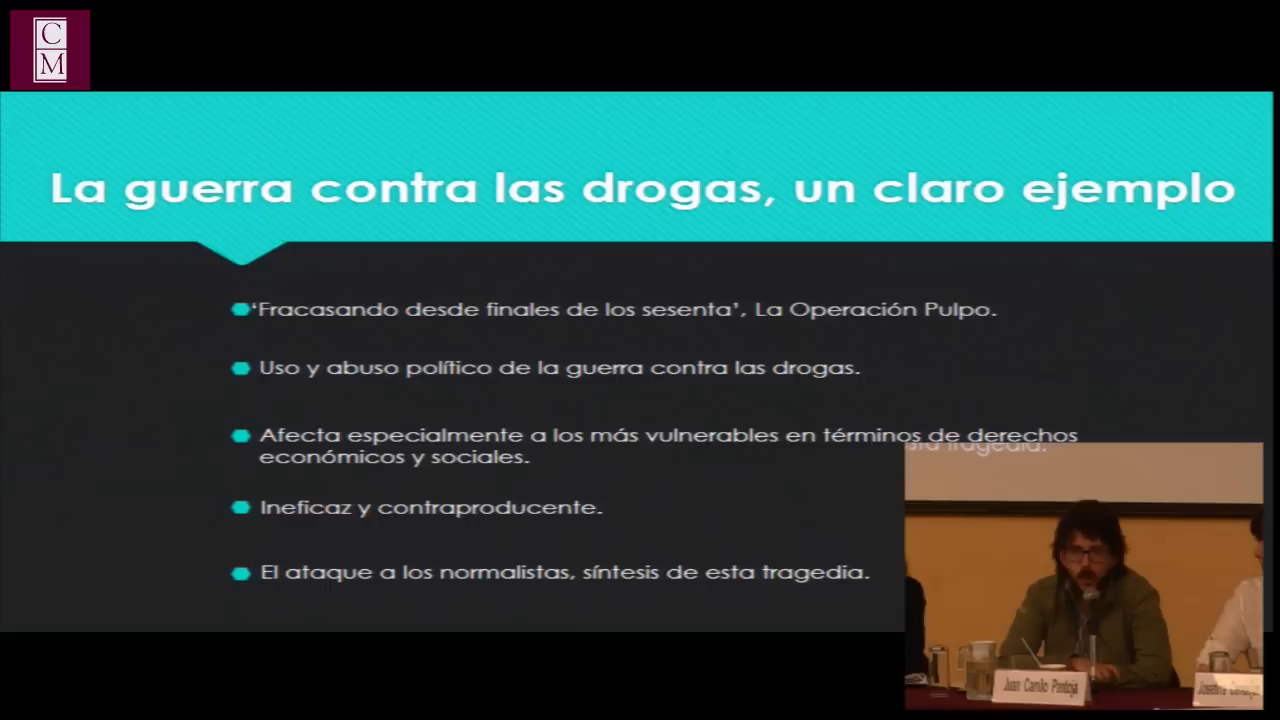 C
M
La guerra contra las drogas, un claro ejemplo
‘Fracasando desde finales de los sesenta’, La Operación Pulpo.
Uso y abuso político de la guerra contra las drogas.
Afecta especialmente a los más vulnerables en términos de derechos
económicos y sociales.
Ineficaz y contraproducente.
El ataque a los normalistas, síntesis de esta tragedia.
tragedia.
Juan Camilo Pantoja